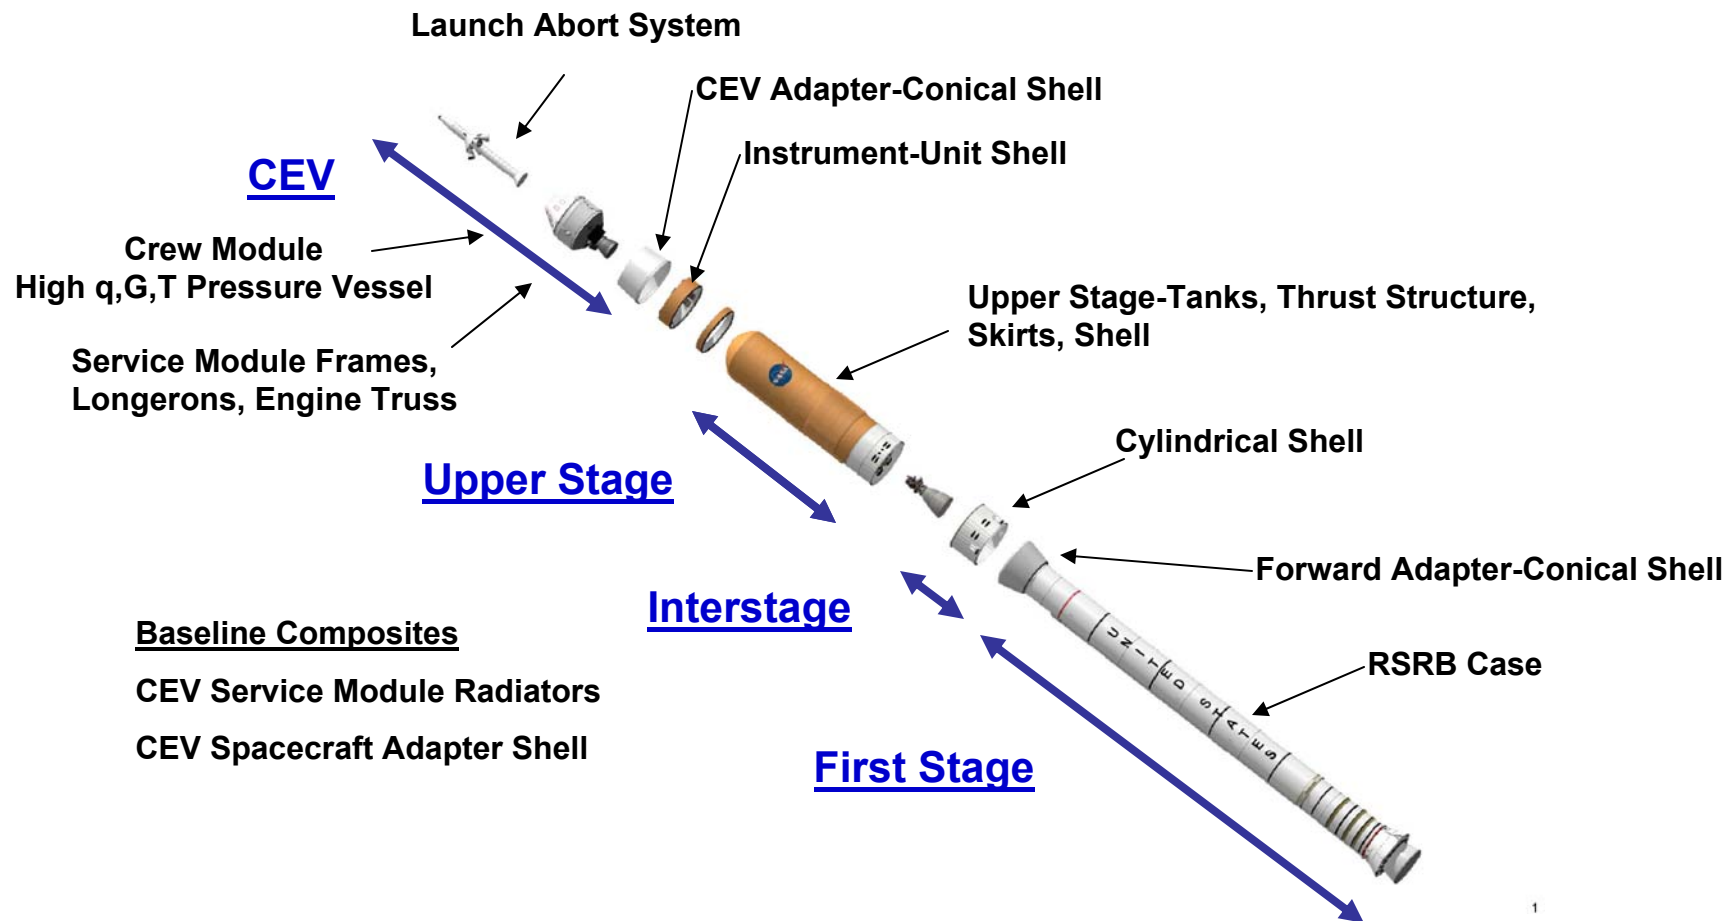 Launch Abort System
CEV Adapter-Conical Shell
Instrument-Unit Shell
CEV
Crew Module
High q,G,T Pressure Vessel
Service Module Frames,
Longerons, Engine Truss
Upper Stage-Tanks, Thrust Structure,
Skirts, Shell
NASA
Upper Stage
Cylindrical Shell
Interstage
Forward Adapter-Conical Shell
UNITED STATES
RSRB Case
Baseline Composites
CEV Service Module Radiators
CEV Spacecraft Adapter Shell
First Stage
1